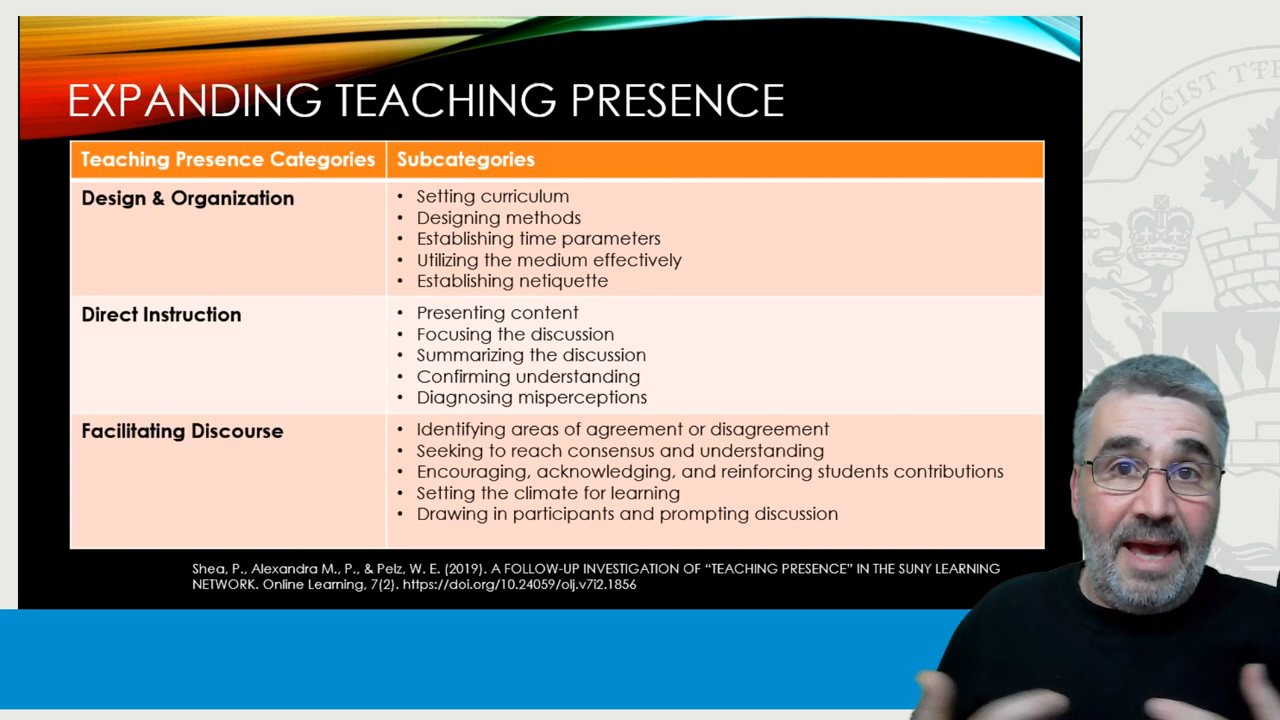 EXPANDING TEACHING PRESENCE
Teaching Presence Categories
Subcategories
Design & Organization
• Setting curriculum
• Designing methods
• Establishing time parameters
• Utilizing the medium effectively
• Establishing netiquette
Direct Instruction
• Presenting content
• Focusing the discussion
• Summarizing the discussion
• Confirming understanding
• Diagnosing misperceptions
Facilitating Discourse
• Identifying areas of agreement or disagreement
• Seeking to reach consensus and understanding
• Encouraging, acknowledging, and reinforcing students contributions
• Setting the climate for learning
• Drawing in participants and prompting discussion
Shea, P., Alexandra M., P., & Pelz, W. E. (2019). A FOLLOW-UP INVESTIGATION OF “TEACHING PRESENCE” IN THE SUNY LEARNING
NETWORK. Online Learning, 7(2). https://doi.org/10.24059/olj.v7i2.1856